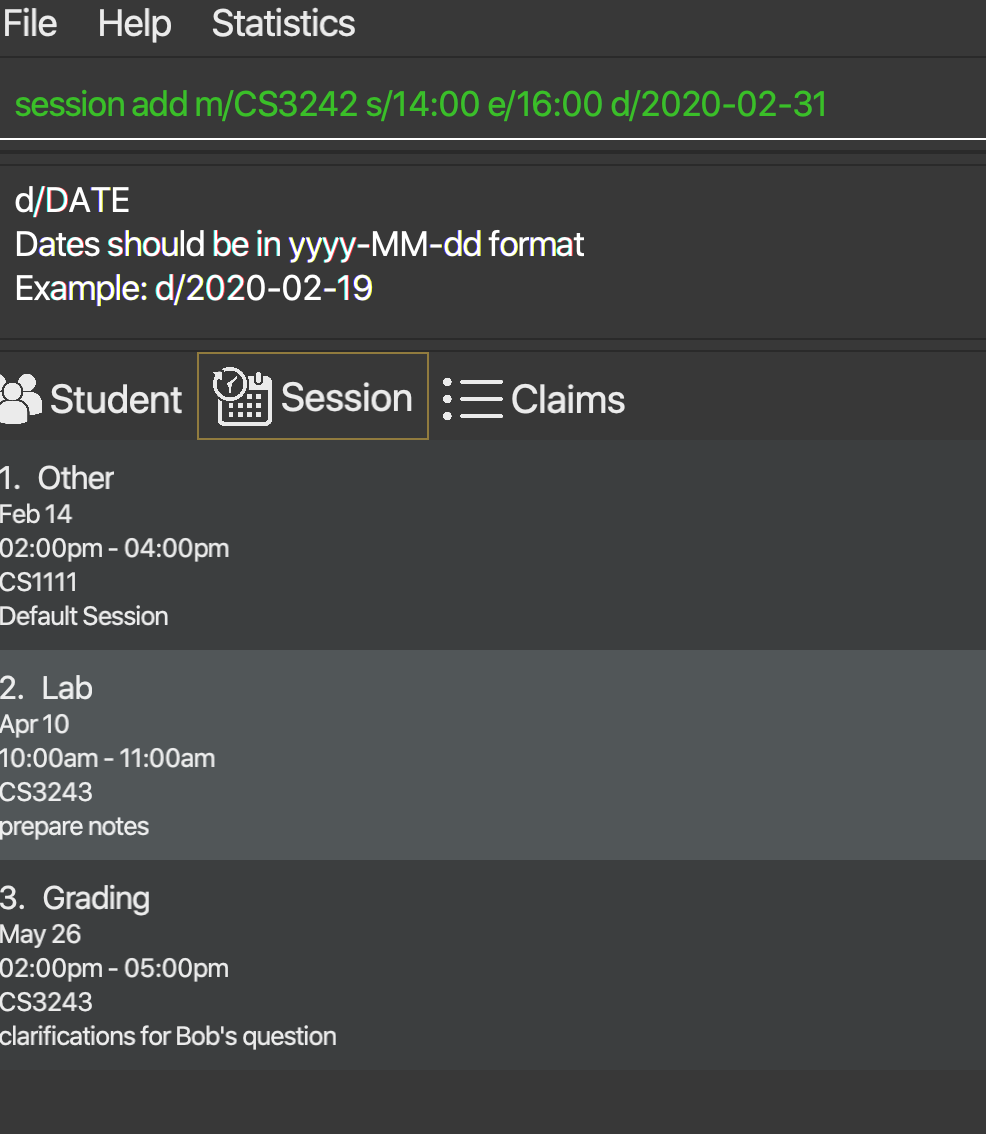 File Help Statistics
session add m/CS3242 s/14:00 e/16:00 d/2020-02-31
d/DATE
Dates should be in yyyy-MM-dd format
Example: d/2020-02-19
Student Session Claims
1. Other
Feb 14
02:00pm - 04:00pm
CS1111
Default Session
2. Lab
Apr 10
10:00am - 11:00am
CS3243
prepare notes
3. Grading
May 26
02:00pm - 05:00pm
CS3243
clarifications for Bob's question